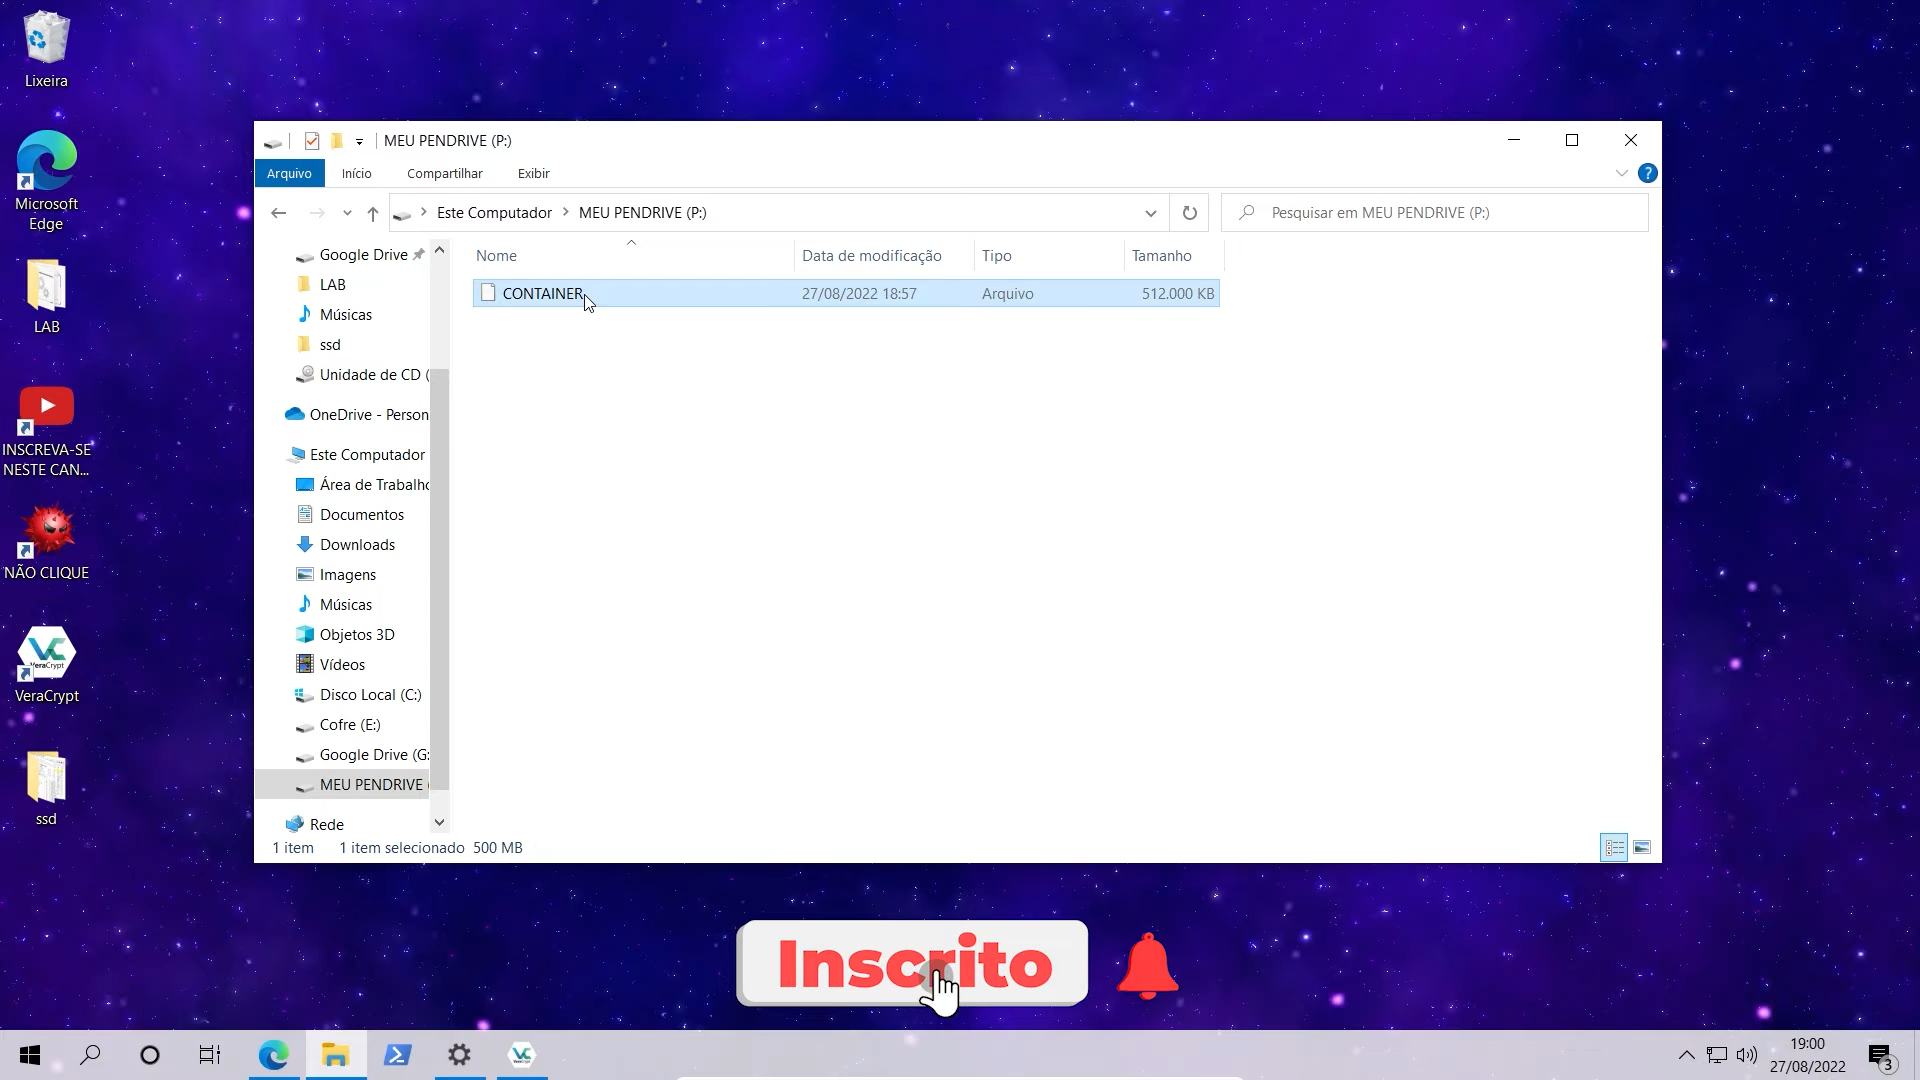 Lixeira
Microsoft
Edge
LAB
INSCREVA-SE
NESTE CAN...
NÃO CLIQUE
VeraCrypt
VeraCrypt
ssd
MEU PENDRIVE (P:)
Arquivo Início Compartilhar Exibir
Este Computador > MEU PENDRIVE (P:)
Pesquisar em MEU PENDRIVE (P:)
Google Drive
LAB
Músicas
ssd
Unidade de CD (
OneDrive - Person
Este Computador
Área de Trabalho
Documentos
Downloads
Imagens
Músicas
Objetos 3D
Vídeos
Disco Local (C:)
Cofre (E:)
Google Drive (G:
MEU PENDRIVE (
Rede
Nome Data de modificação Tipo Tamanho
CONTAINER 27/08/2022 18:57 Arquivo 512.000 KB
1 item 1 item selecionado 500 MB
Inscrito
19:00
27/08/2022
3